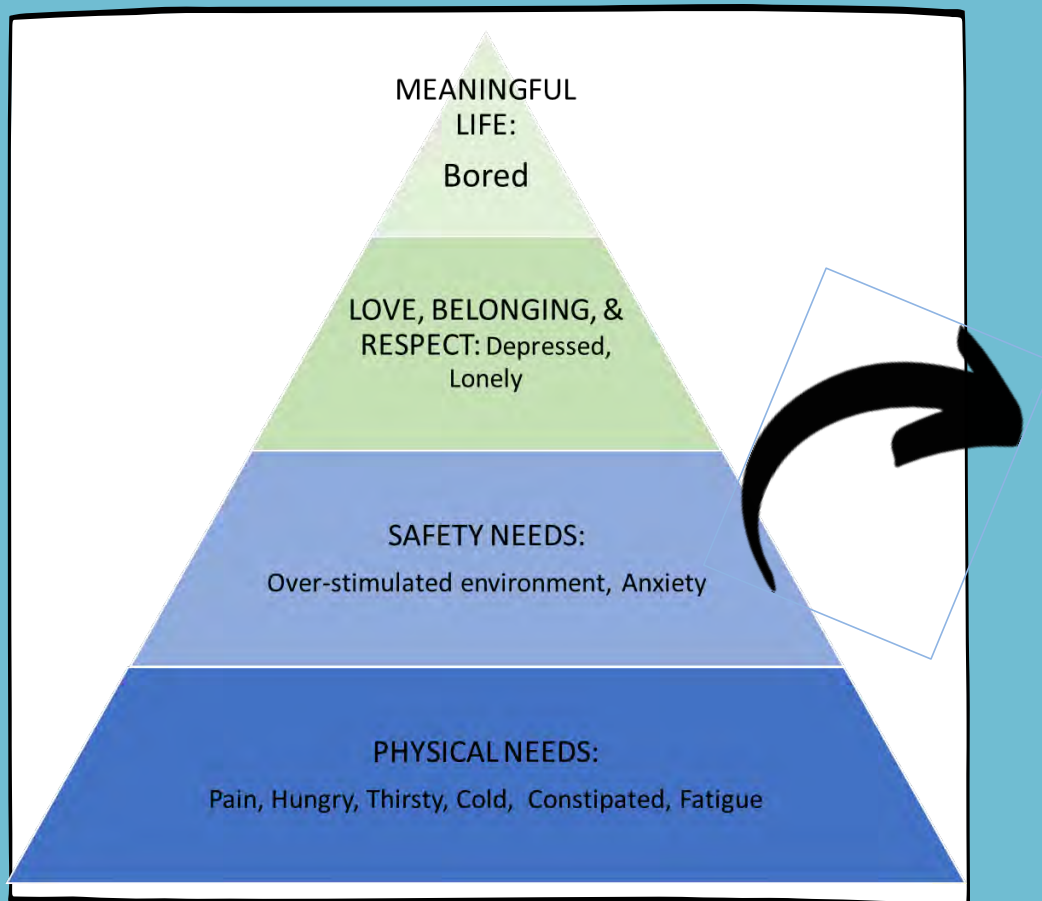 MEANINGFUL
LIFE:
Bored
LOVE, BELONGING, &
RESPECT: Depressed,
Lonely
SAFETY NEEDS:
Over-stimulated environment, Anxiety
PHYSICAL NEEDS:
Pain, Hungry, Thirsty, Cold, Constipated, Fatigue